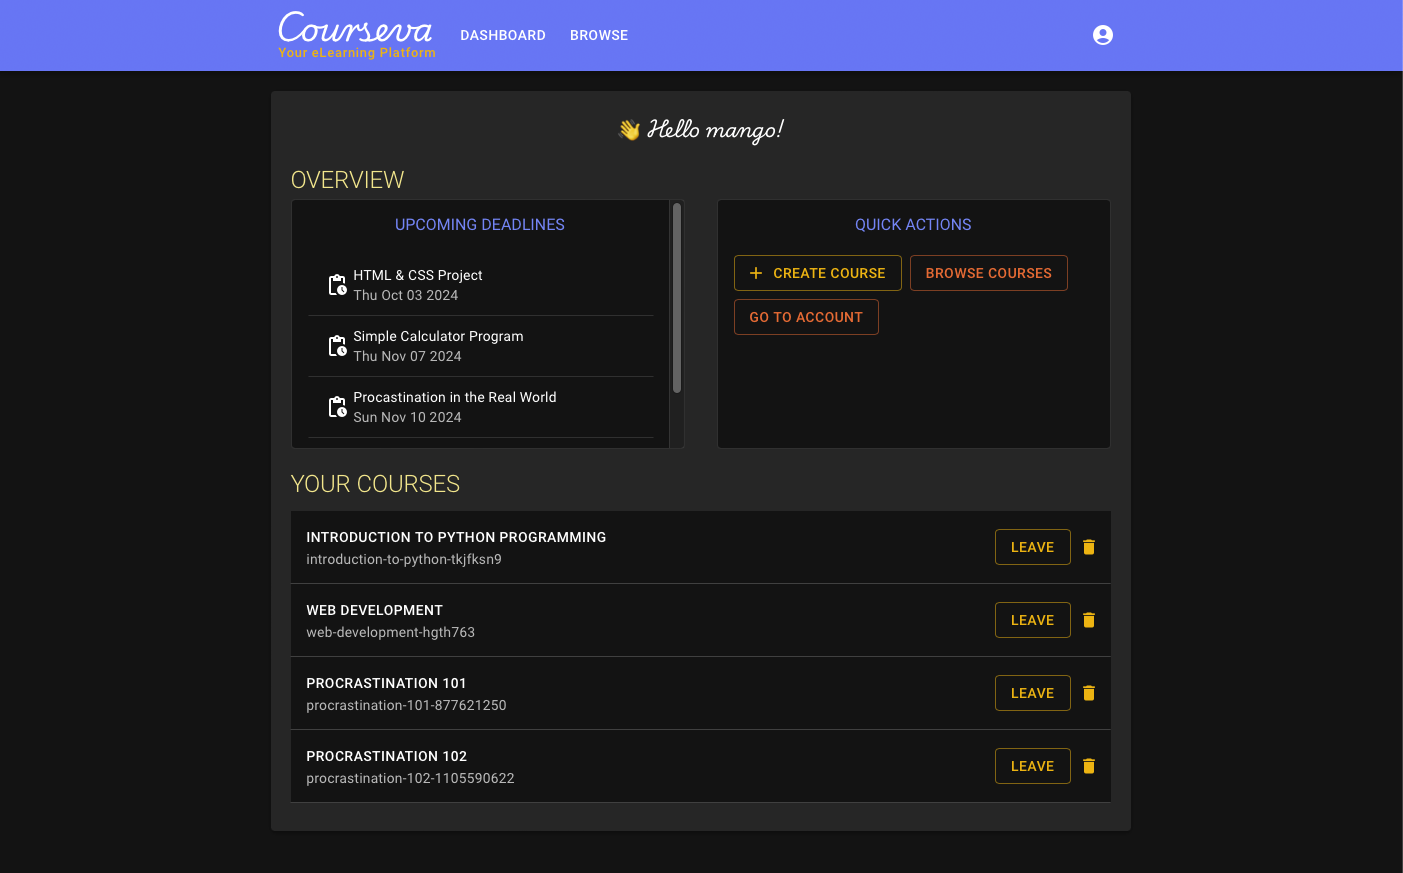 Courseva
Your eLearning Platform
DASHBOARD
BROWSE
👋 Hello mango!
OVERVIEW
UPCOMING DEADLINES
HTML & CSS Project
Thu Oct 03 2024
Simple Calculator Program
Thu Nov 07 2024
Procastination in the Real World
Sun Nov 10 2024
QUICK ACTIONS
+ CREATE COURSE
BROWSE COURSES
GO TO ACCOUNT
YOUR COURSES
INTRODUCTION TO PYTHON PROGRAMMING
introduction-to-python-tkjfksn9
LEAVE
WEB DEVELOPMENT
web-development-hgth763
LEAVE
PROCRASTINATION 101
procrastination-101-877621250
LEAVE
PROCRASTINATION 102
procrastination-102-1105590622
LEAVE